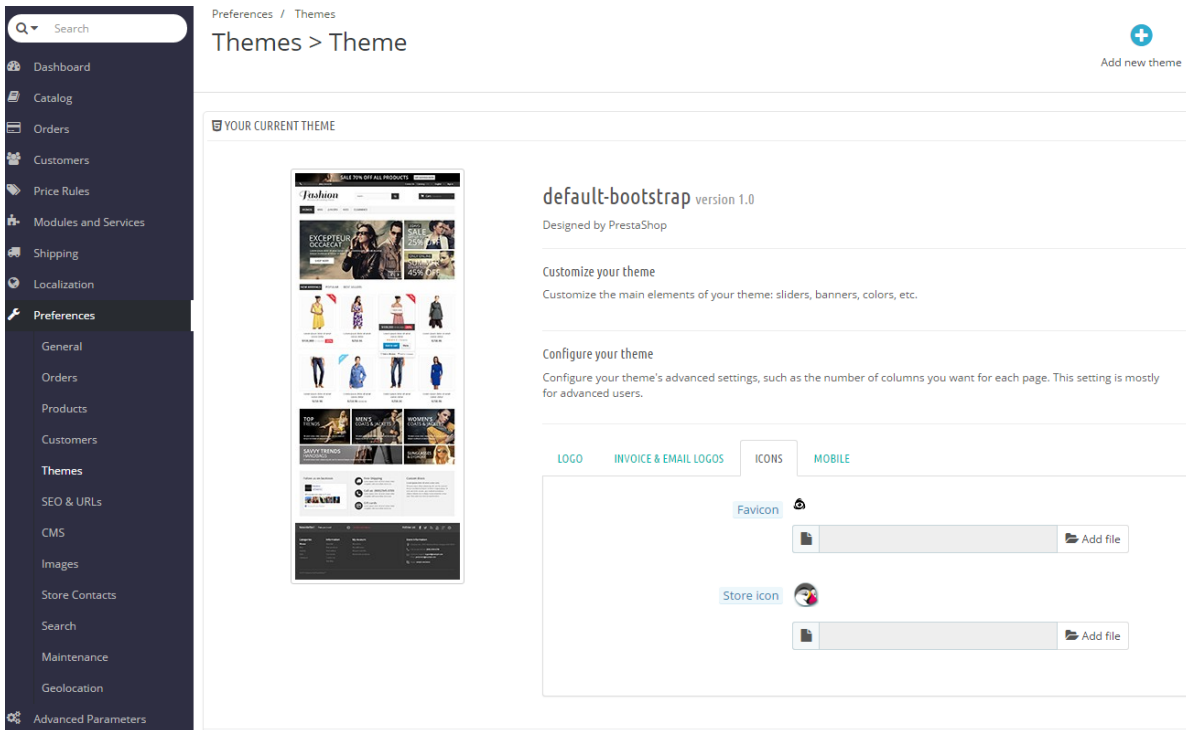 Search
Dashboard
Catalog
Orders
Customers
Price Rules
Modules and Services
Shipping
Localization
Preferences
General
Orders
Products
Customers
Themes
SEO & URLs
CMS
Images
Store Contacts
Search
Maintenance
Geolocation
Advanced Parameters
Preferences / Themes
Themes > Theme
Add new theme
YOUR CURRENT THEME
SALE 70% OFF ALL PRODUCTS
Fashion
EXCEPTEUR
OCCAECAT
SALE
25% OFF
SUMMER
45% OFF
TOP
TRENDS
MEN'S
COATS & JACKETS
WOMEN'S
COATS & JACKETS
SAVVY TRENDS
HANDBAGS
SUNGLASSES
default-bootstrap version 1.0
Designed by PrestaShop
Customize your theme
Customize the main elements of your theme: sliders, banners, colors, etc.
Configure your theme
Configure your theme's advanced settings, such as the number of columns you want for each page. This setting is mostly
for advanced users.
LOGO INVOICE & EMAIL LOGOS ICONS MOBILE
Favicon
Add file
Store icon
Add file